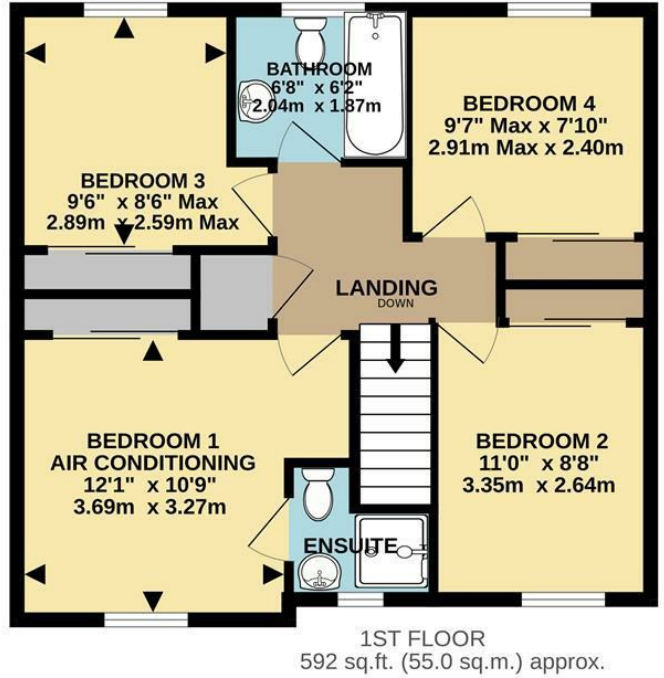 BATHROOM
6'8" x 6'2"
2.04m x 1.87m
BEDROOM 4
9'7" Max x 7'10"
2.91m Max x 2.40m
BEDROOM 3
9'6" x 8'6" Max
2.89m x 2.59m Max
LANDING
DOWN
BEDROOM 1
AIR CONDITIONING
12'1" x 10'9"
3.69m x 3.27m
BEDROOM 2
11'0" x 8'8"
3.35m x 2.64m
ENSUITE
1ST FLOOR
592 sq.ft. (55.0 sq.m.) approx.